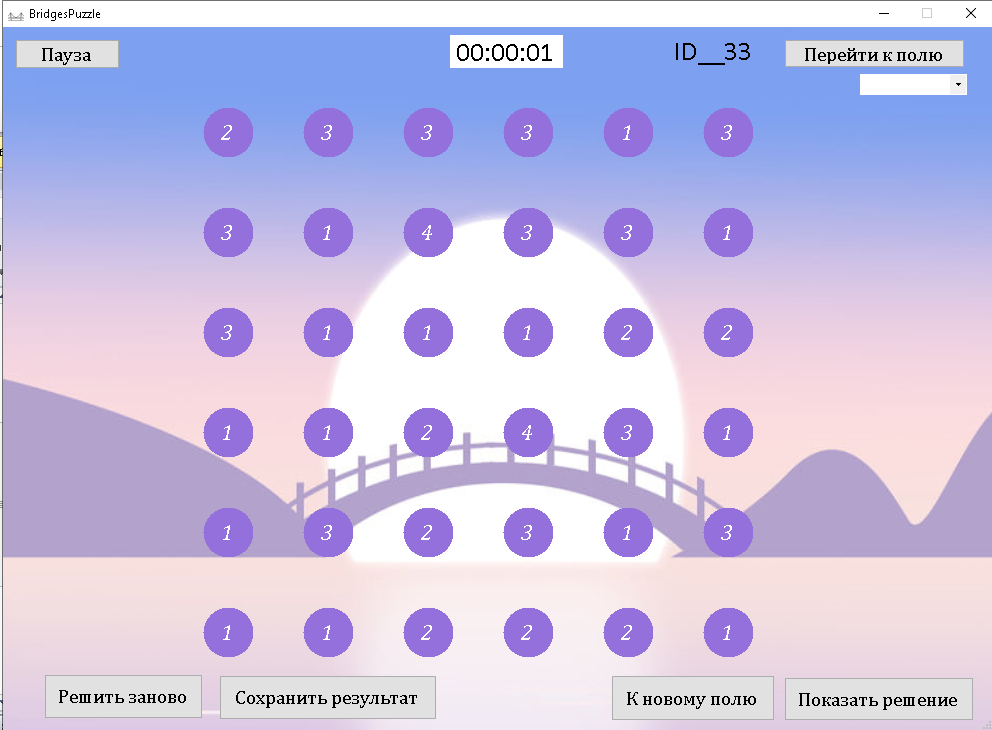 BridgesPuzzle
Пауза
00:00:01
ID__33
Перейти к полю
2 3 3 3 1 3
3 1 4 3 3 1
3 1 1 1 2 2
1 1 2 4 3 1
1 3 2 3 1 3
1 1 2 2 2 1
Решить заново
Сохранить результат
К новому полю
Показать решение